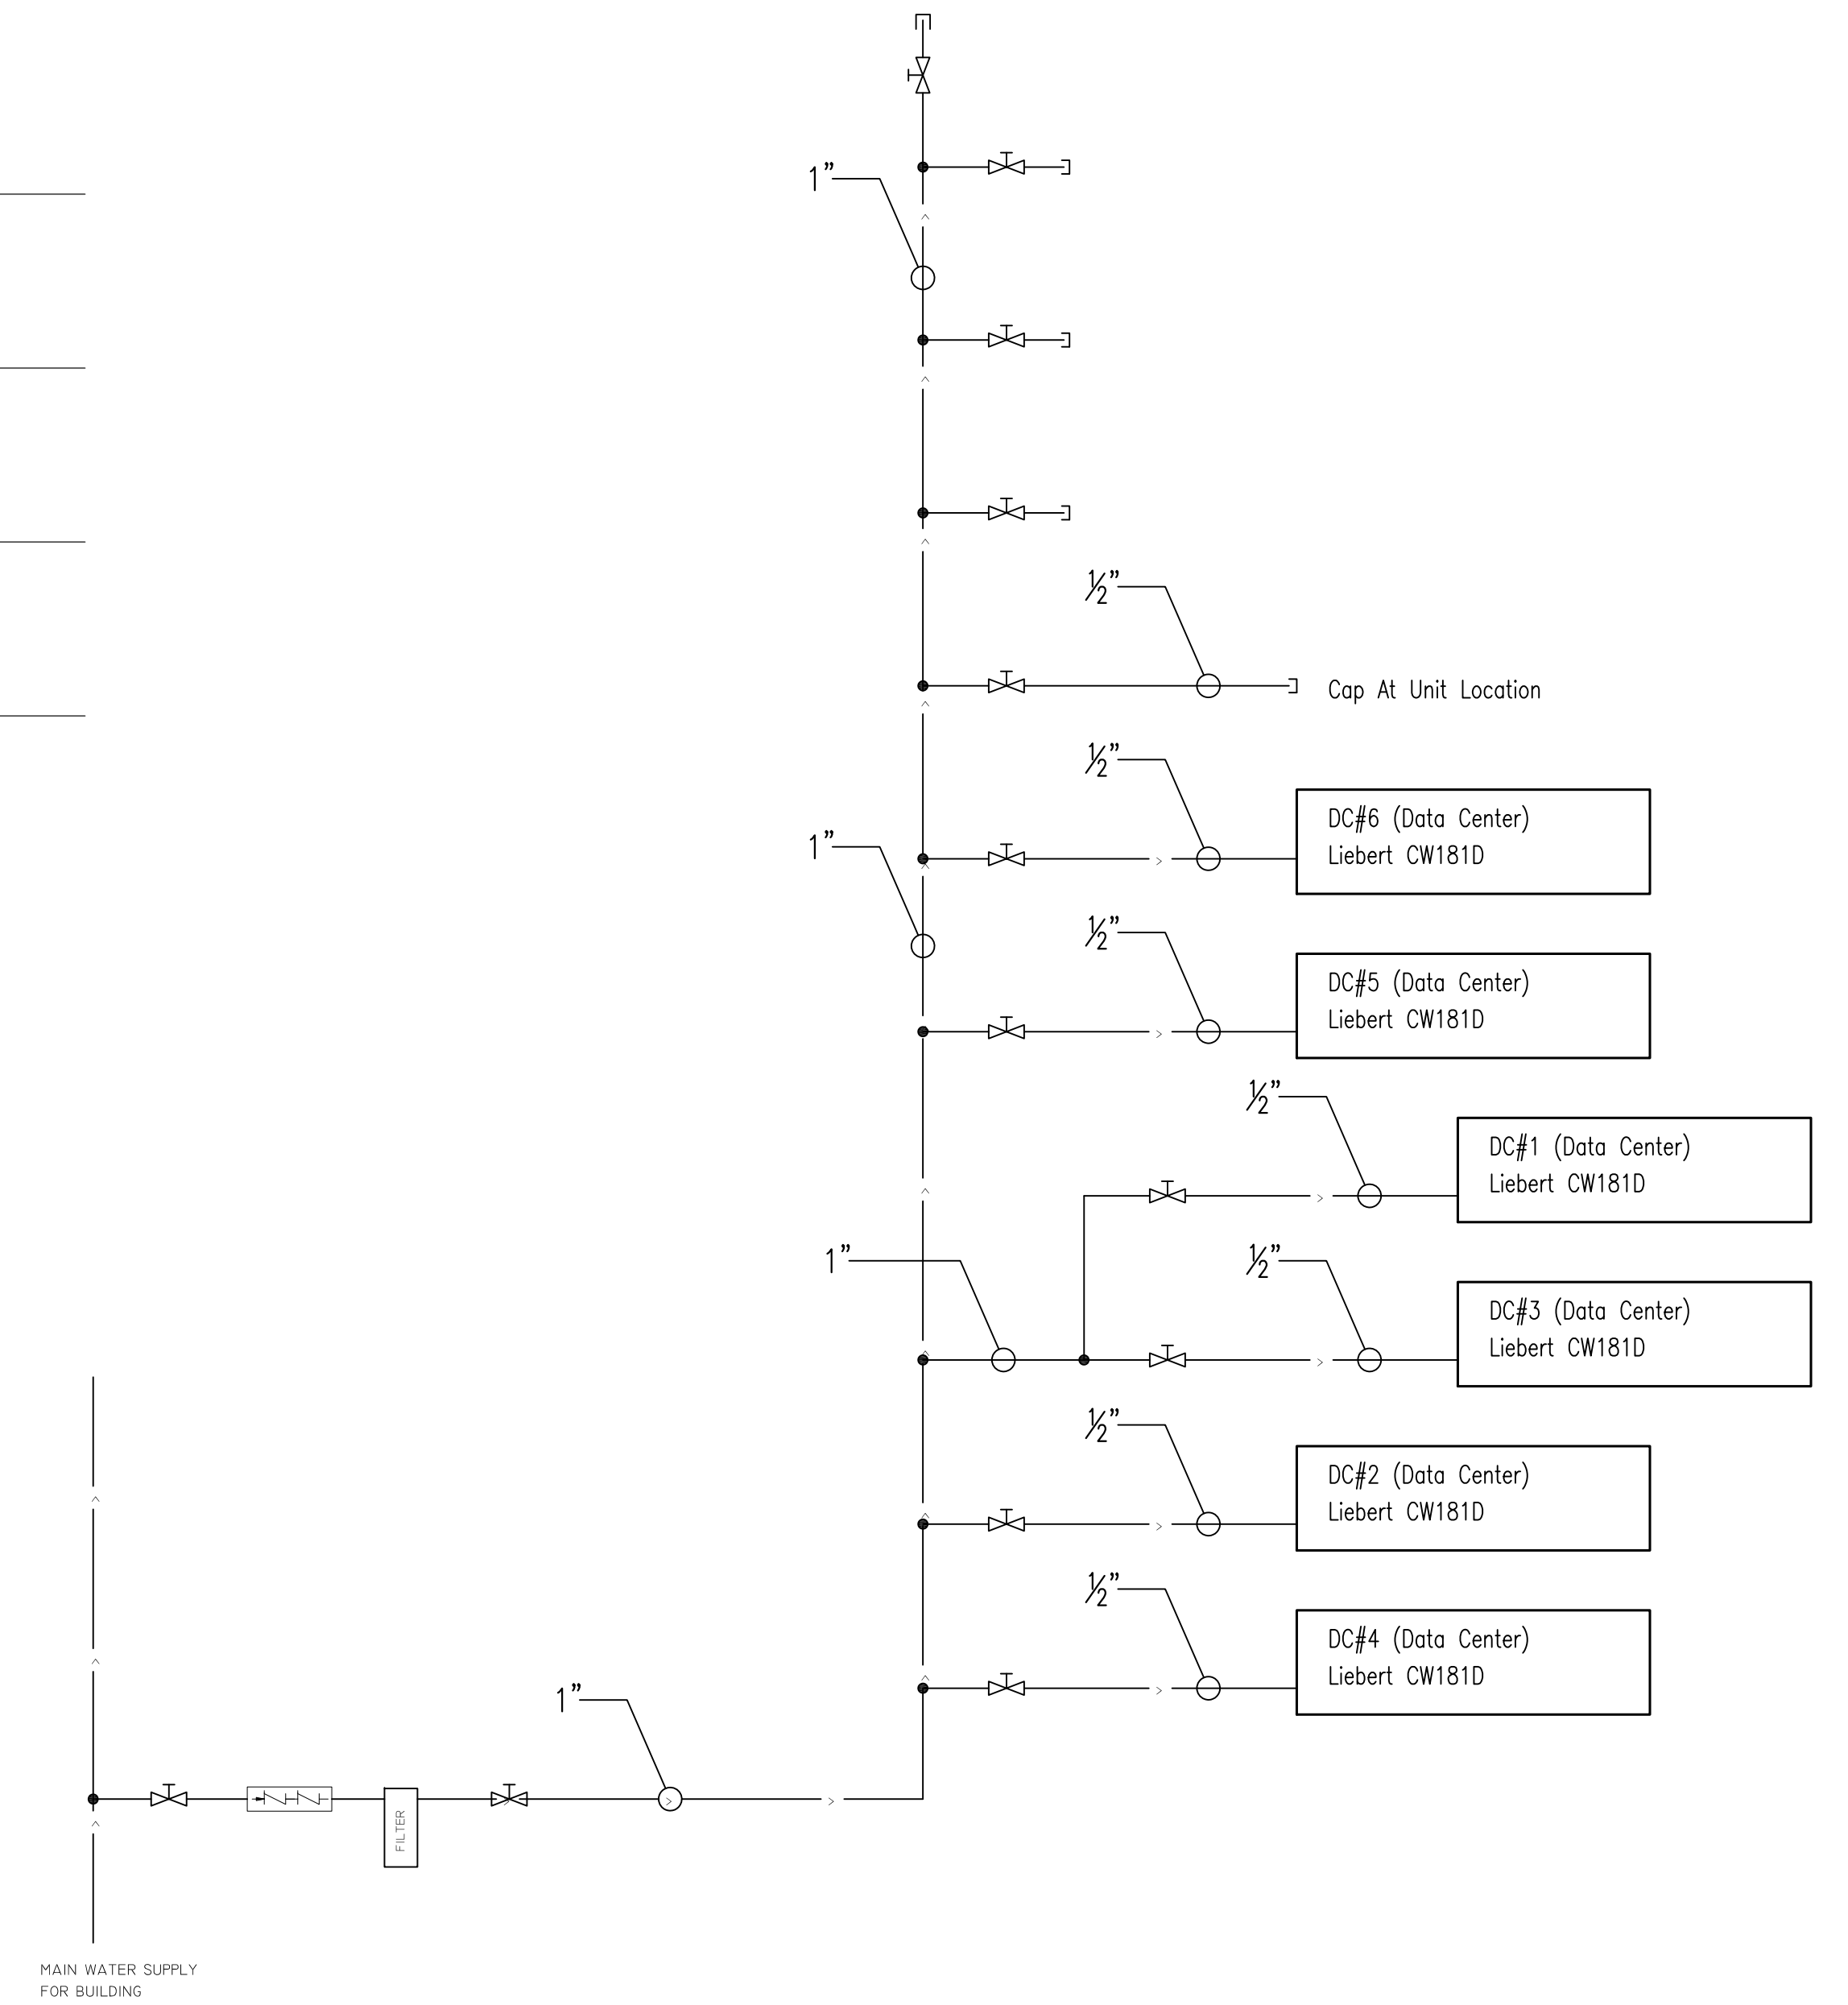 1"
½"
Cap At Unit Location
½"
DC#6 (Data Center)
Liebert CW181D
1"
½"
DC#5 (Data Center)
Liebert CW181D
½"
DC#1 (Data Center)
Liebert CW181D
1"
½"
DC#3 (Data Center)
Liebert CW181D
½"
DC#2 (Data Center)
Liebert CW181D
½"
DC#4 (Data Center)
Liebert CW181D
1"
FILTER
MAIN WATER SUPPLY
FOR BUILDING